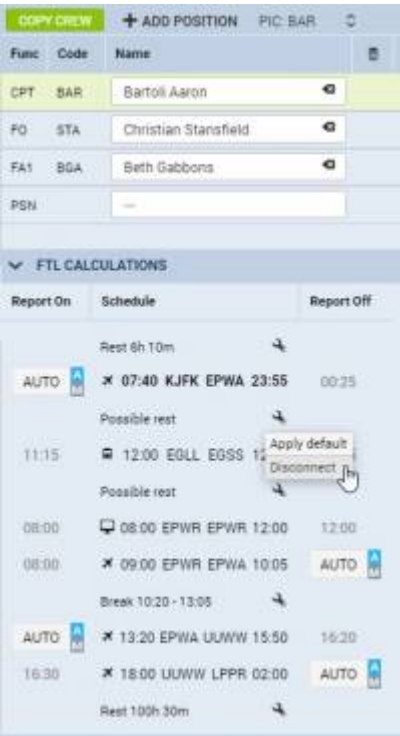 COPY CREW + ADD POSITION PIC: BAR
Func Code Name
CPT BAR Bartoli Aaron
FO STA Christian Stansfield
FA1 BGA Beth Gabbons
PSN —
FTL CALCULATIONS
Report On Schedule Report Off
Rest 6h 10m
AUTO A 07:40 KJFK EPWA 23:55 00:25
Possible rest
Apply default
11:15 12:00 EGLL EGSS
Disconnect
Possible rest
08:00 08:00 EPWR EPWR 12:00 12:00
08:00 09:00 EPWR EPWA 10:05 AUTO A
Break 10:20 - 13:05
AUTO A 13:20 EPWA UUWW 15:50 16:20
16:30 18:00 UUWW LPPR 02:00 AUTO A
Rest 100h 30m